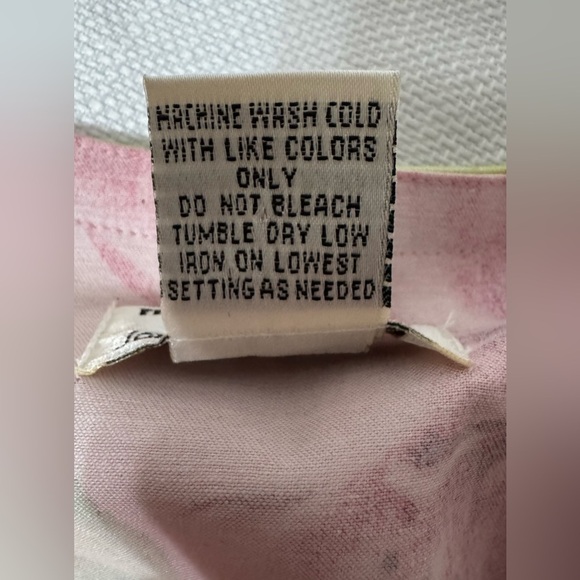 MACHINE WASH COLD
WITH LIKE COLORS
ONLY
DO NOT BLEACH
TUMBLE DRY LOW
IRON ON LOWEST
SETTING AS NEEDED